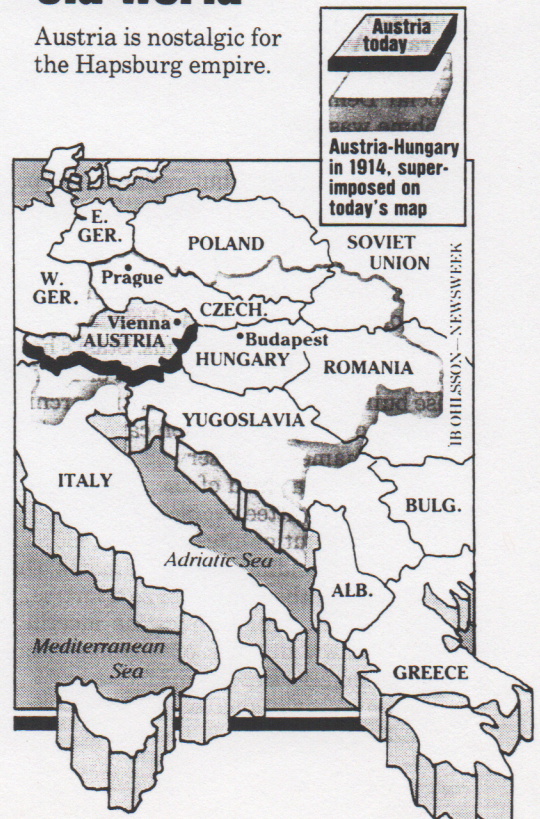 old world
Austria is nostalgic for
the Hapsburg empire.
Austria
today
Austria-Hungary
in 1914, super-
imposed on
today's map
E.
GER.
POLAND
SOVIET
UNION
W.
GER.
Prague
CZECH.
Vienna
AUSTRIA
Budapest
HUNGARY
ROMANIA
IB OHLSSON—NEWSWEEK
YUGOSLAVIA
ITALY
BULG.
Adriatic Sea
ALB.
Mediterranean
Sea
GREECE